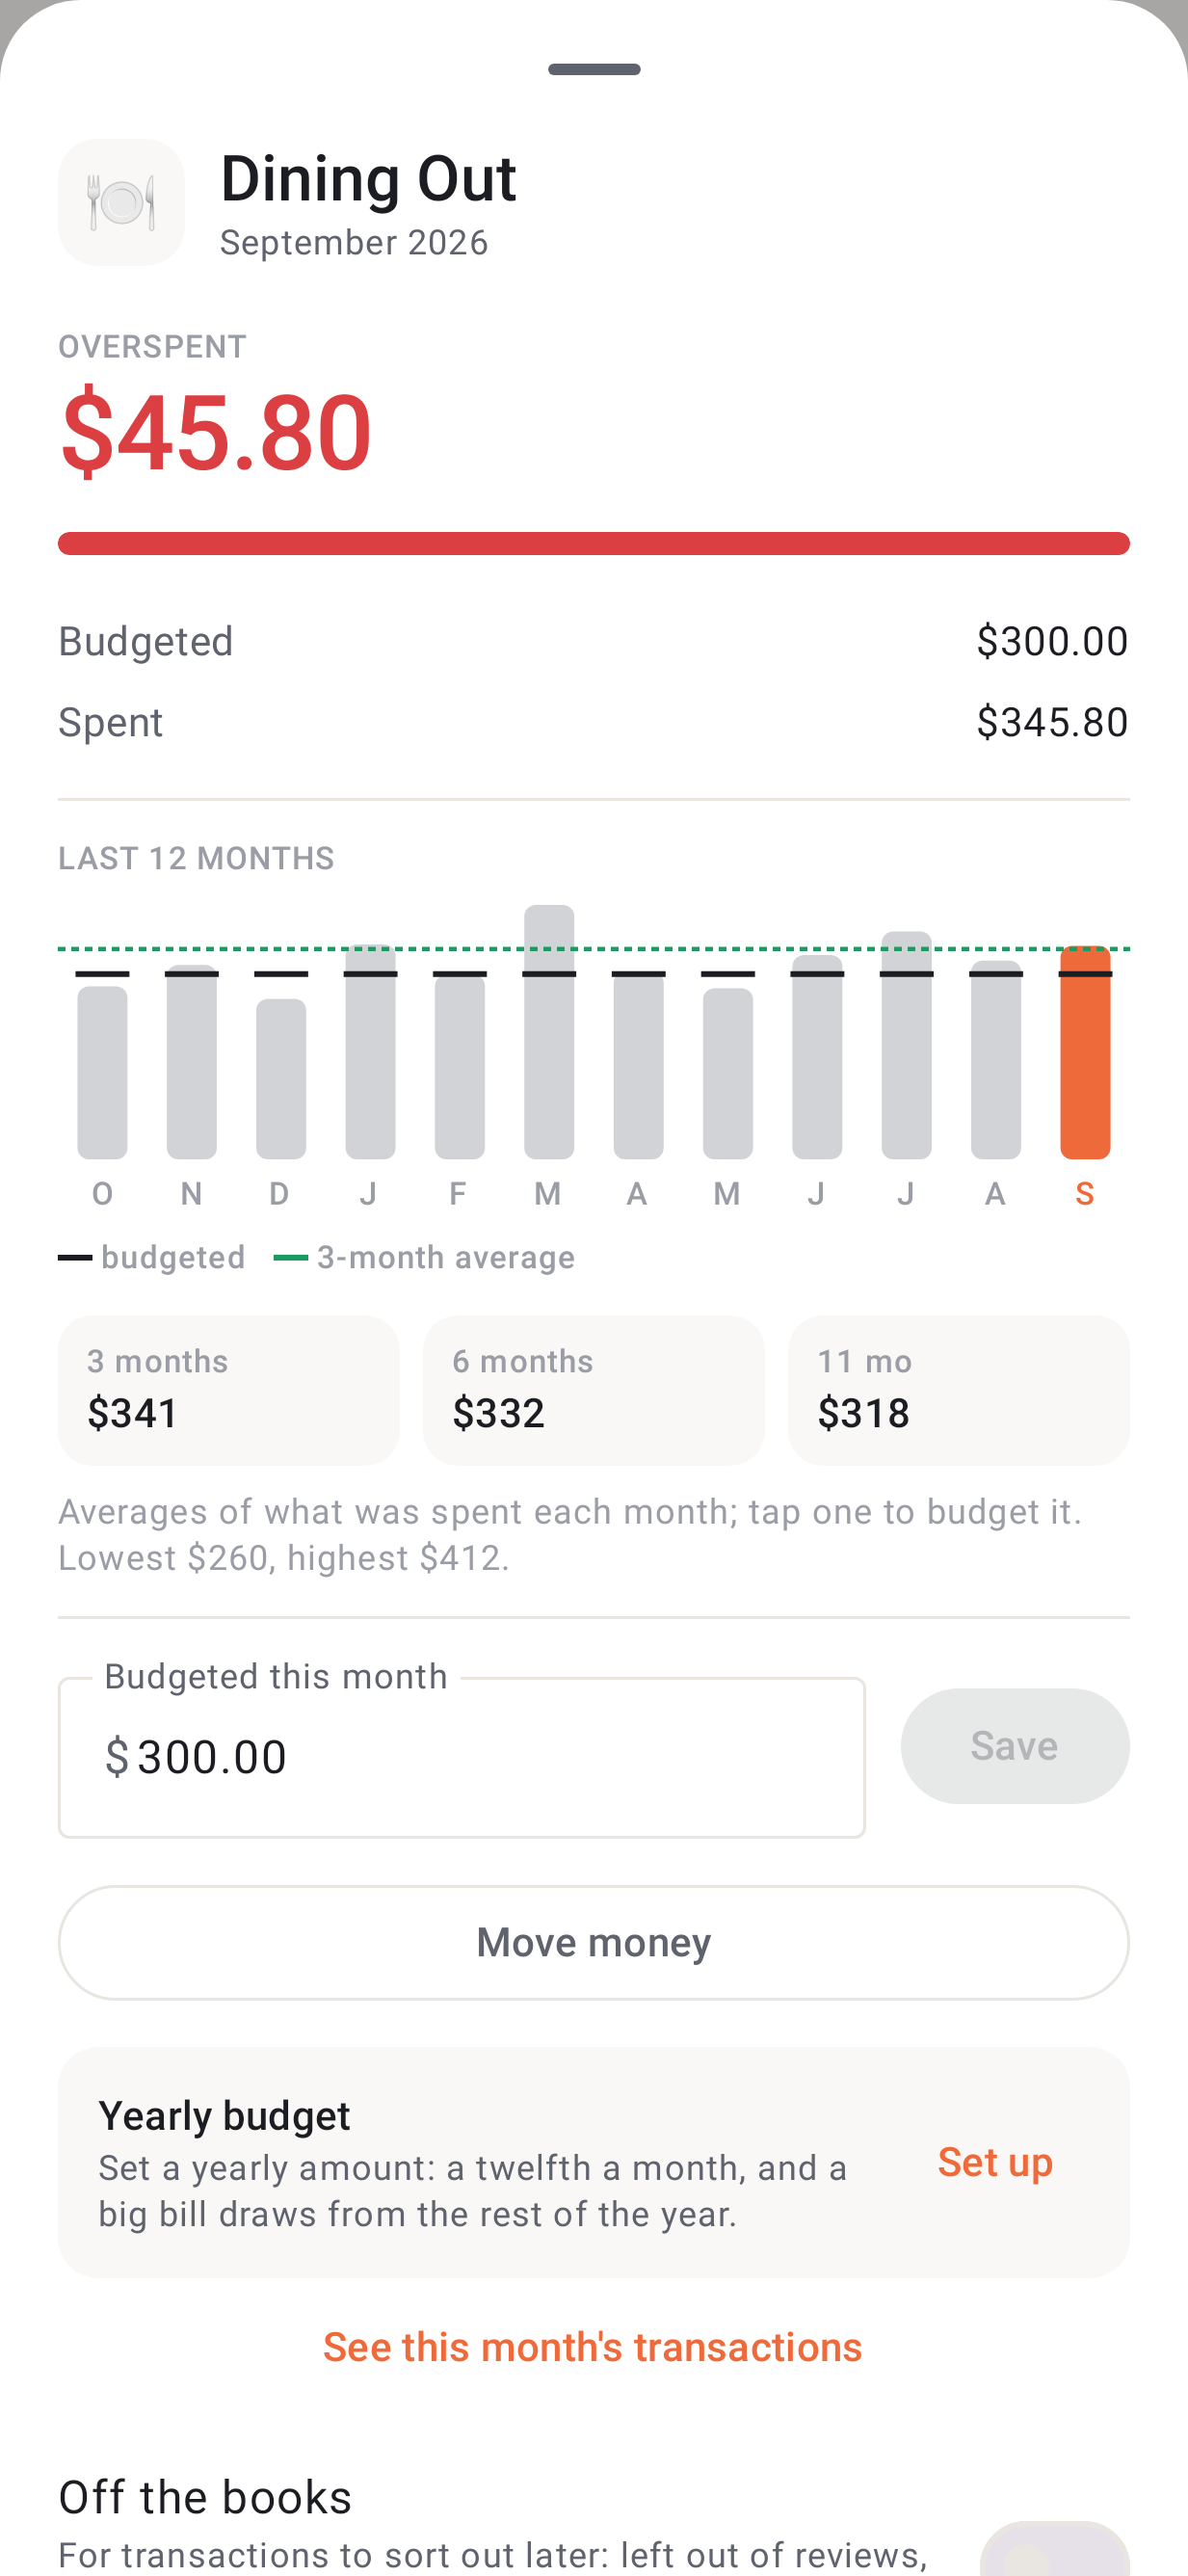 Dining Out
September 2026
OVERSPENT
$45.80
Budgeted $300.00
Spent $345.80
LAST 12 MONTHS
O N D J F M A M J J A S
budgeted 3-month average
3 months 6 months 11 mo
$341 $332 $318
Averages of what was spent each month; tap one to budget it.
Lowest $260, highest $412.
Budgeted this month
$ 300.00
Save
Move money
Yearly budget
Set a yearly amount: a twelfth a month, and a
big bill draws from the rest of the year.
Set up
See this month's transactions
Off the books
For transactions to sort out later: left out of reviews,